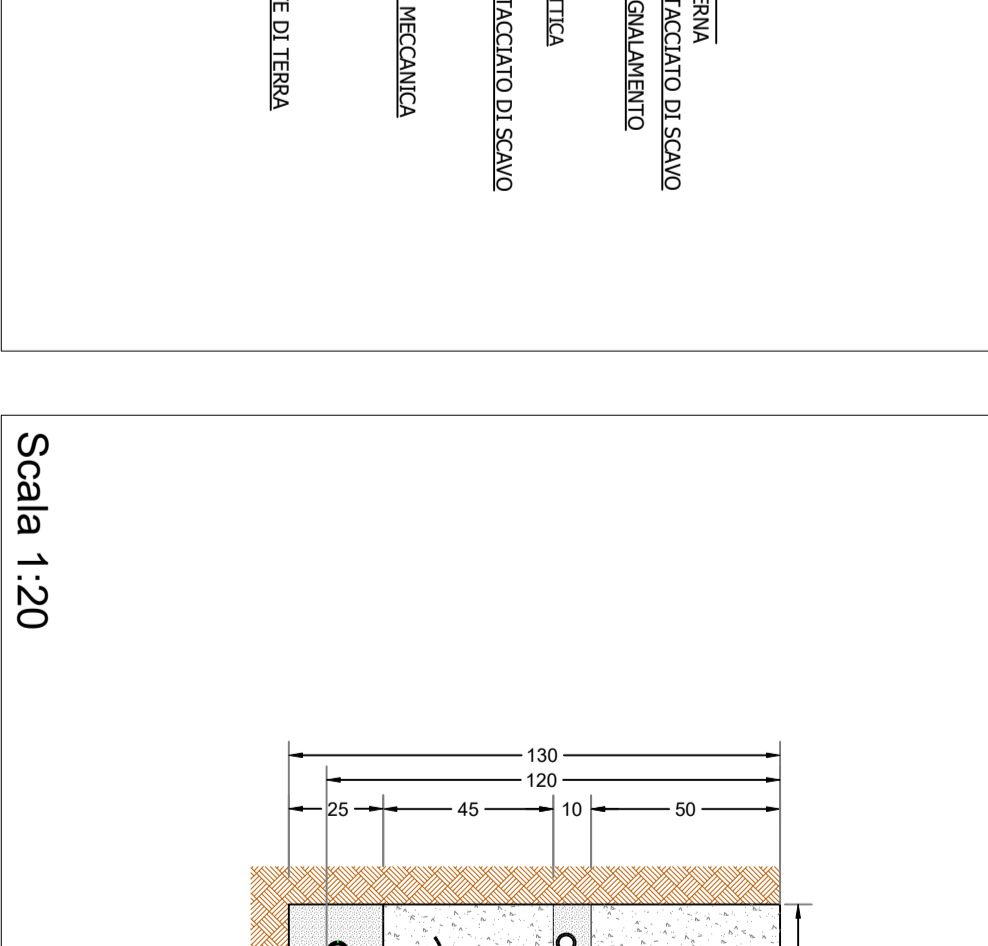 ERNA
TACCIATO DI SCAVO
GNALAMENTO
TICA
TACCIATO DI SCAVO
MECCANICA
E DI TERRA
Scala 1:20
130
120
25 45 10 50